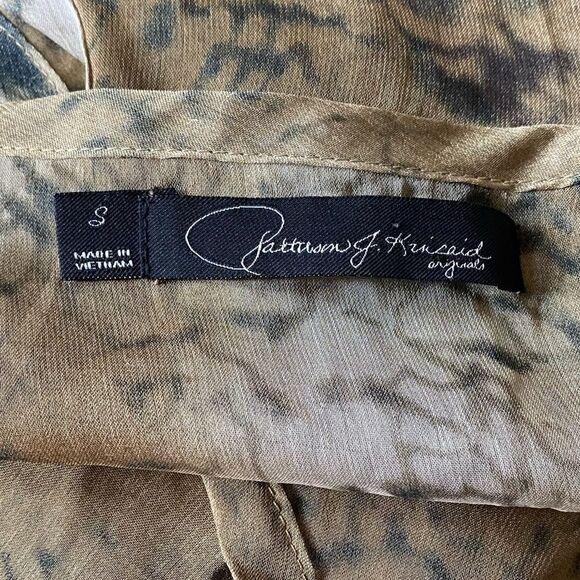 S
MADE IN
VIETNAM
Patterson J. Kincaid
originals